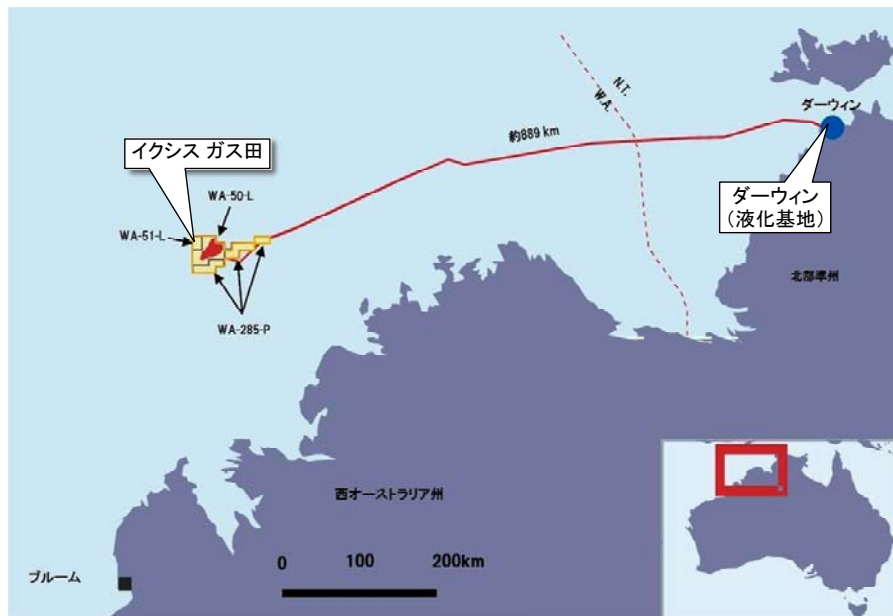 N.T.
W.A.
ダーウィン
約889 km
イクシス ガス田
WA-50-L
ダーウィン
（液化基地）
WA-51-L
北部準州
WA-285-P
西オーストラリア州
0 100 200km
ブルーム